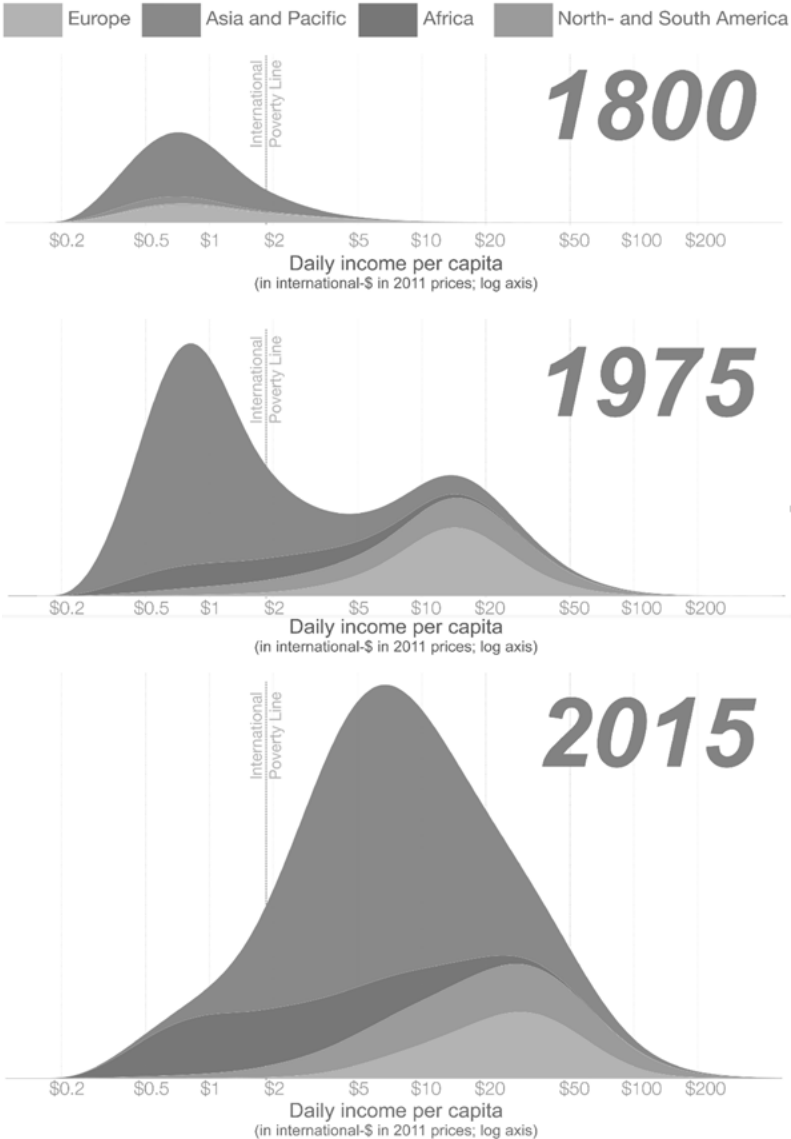 Europe Asia and Pacific Africa North- and South America
International
Poverty Line
1800
$0.2 $0.5 $1 $2 $5 $10 $20 $50 $100 $200
Daily income per capita
(in international-$ in 2011 prices; log axis)
International
Poverty Line
1975
$0.2 $0.5 $1 $2 $5 $10 $20 $50 $100 $200
Daily income per capita
(in international-$ in 2011 prices; log axis)
International
Poverty Line
2015
$0.2 $0.5 $1 $2 $5 $10 $20 $50 $100 $200
Daily income per capita
(in international-$ in 2011 prices; log axis)